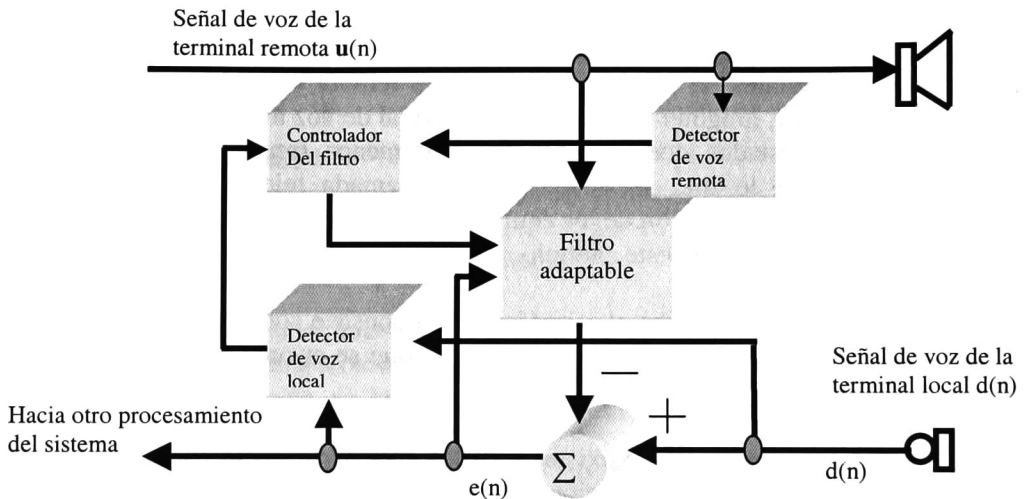 Señal de voz de la
terminal remota u(n)
Controlador
Del filtro
Detector
de voz
remota
Filtro
adaptable
Detector
de voz
local
Señal de voz de la
terminal local d(n)
Hacia otro procesamiento
del sistema
−
+
Σ
e(n)
d(n)